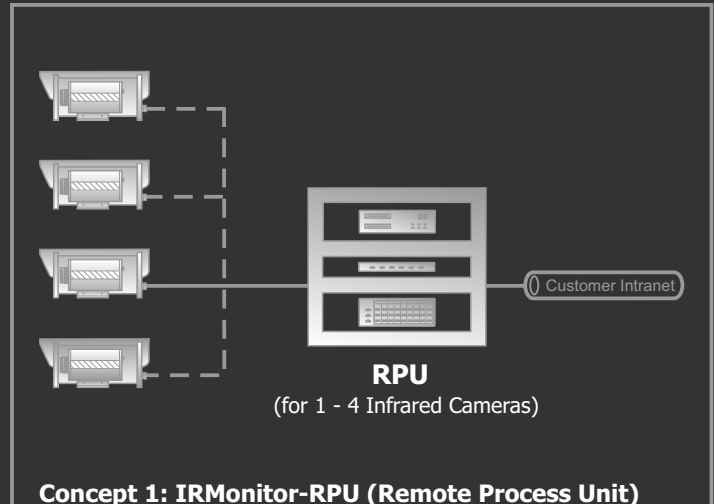 Customer Intranet
RPU
(for 1 - 4 Infrared Cameras)
Concept 1: IRMonitor-RPU (Remote Process Unit)